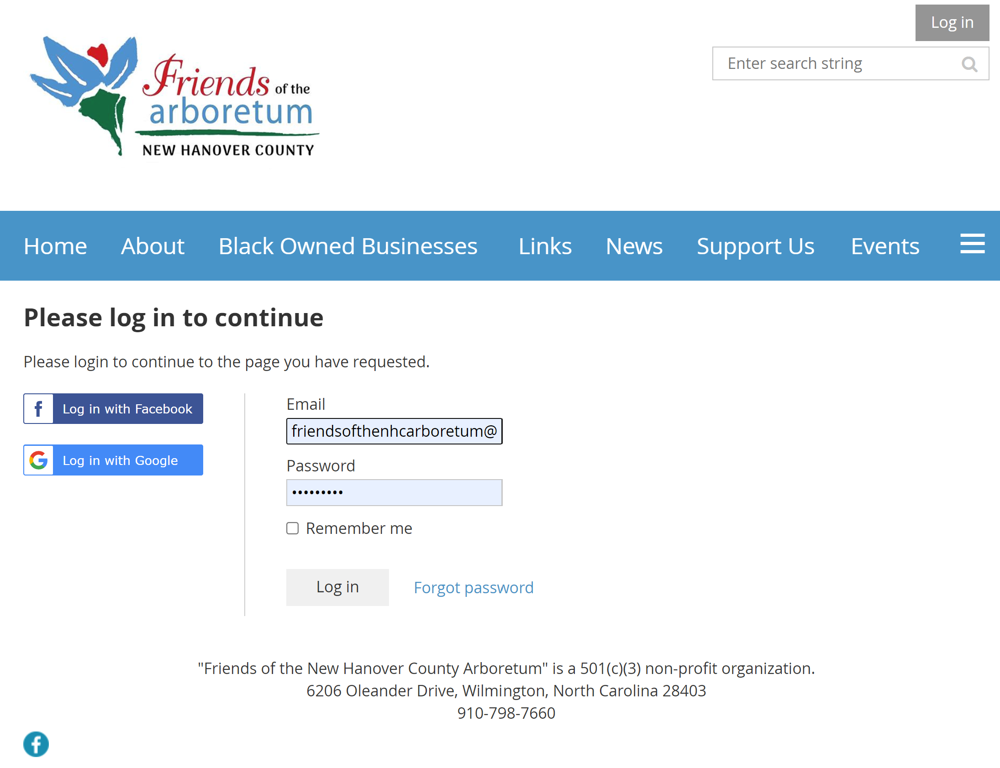 Log in
Enter search string
Friends of the
arboretum
NEW HANOVER COUNTY
Home About Black Owned Businesses Links News Support Us Events
Please log in to continue
Please login to continue to the page you have requested.
Log in with Facebook
Log in with Google
Email
friendsofthenhcarboretum@
Password
•••••••••
Remember me
Log in Forgot password
"Friends of the New Hanover County Arboretum" is a 501(c)(3) non-profit organization.
6206 Oleander Drive, Wilmington, North Carolina 28403
910-798-7660